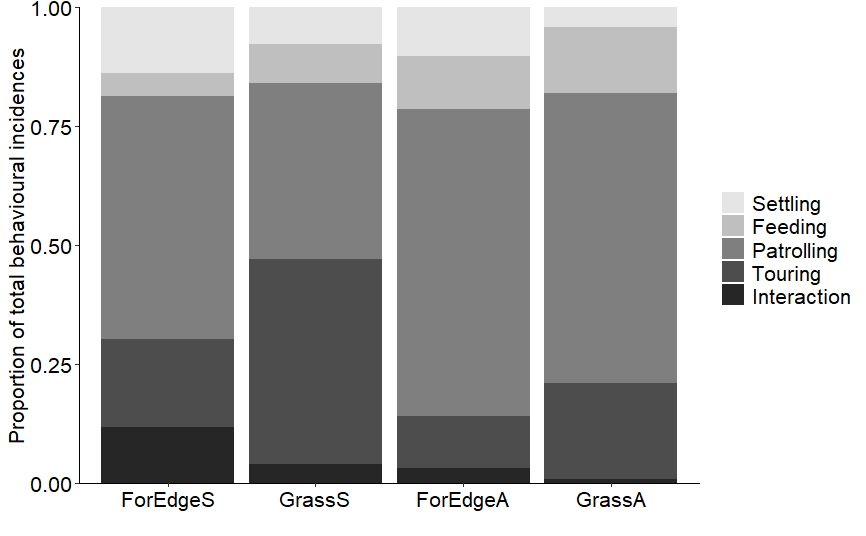 Proportion of total behavioural incidences
1.00
0.75
0.50
0.25
0.00
ForEdgeS
GrassS
ForEdgeA
GrassA
Settling
Feeding
Patrolling
Touring
Interaction